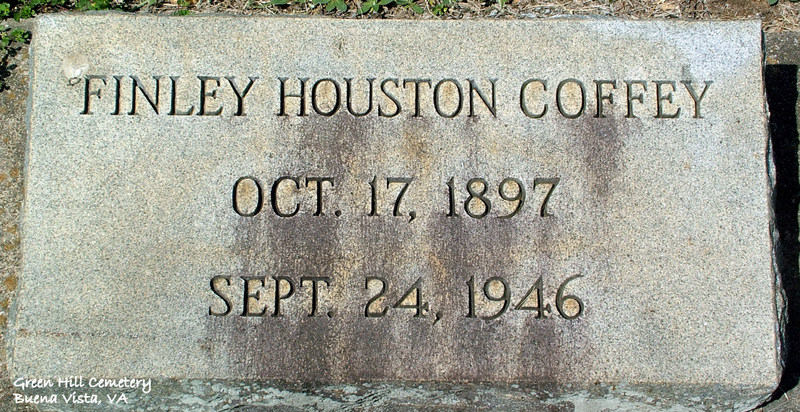 FINLEY HOUSTON COFFEY
OCT. 17, 1897
SEPT. 24, 1946
Green Hill Cemetery
Buena Vista, VA